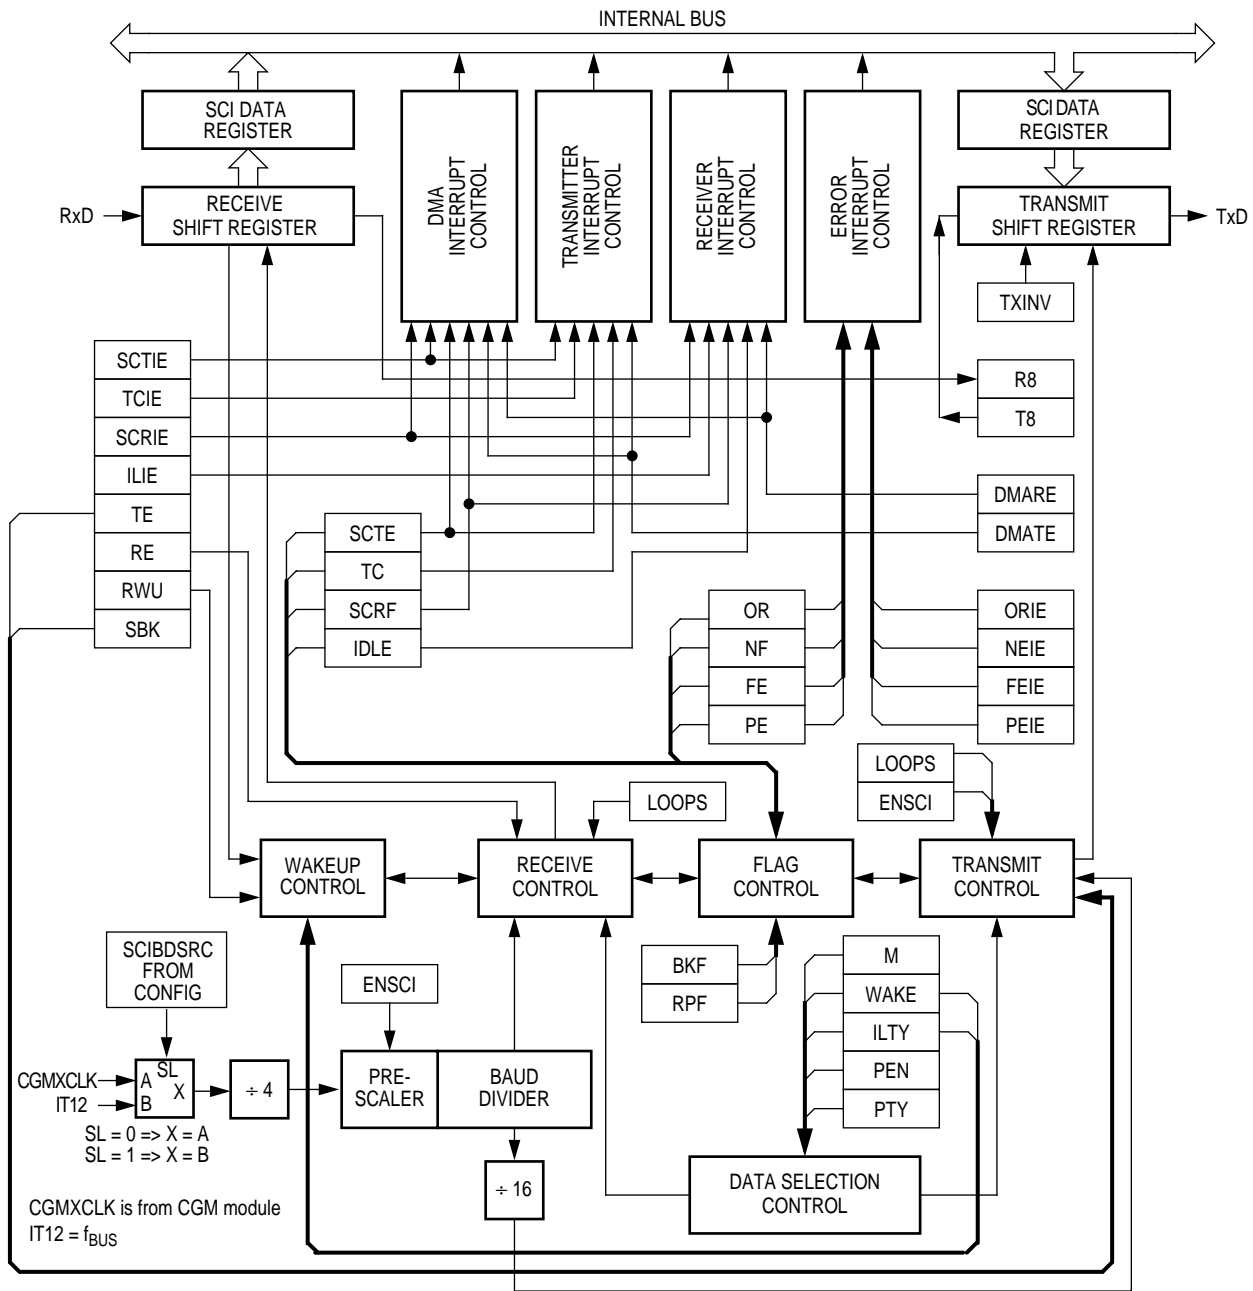 INTERNAL BUS
SCI DATA
REGISTER
SCI DATA
REGISTER
DMA
INTERRUPT
CONTROL
TRANSMITTER
INTERRUPT
CONTROL
RECEIVER
INTERRUPT
CONTROL
ERROR
INTERRUPT
CONTROL
RxD
RECEIVE
SHIFT REGISTER
TRANSMIT
SHIFT REGISTER
TxD
TXINV
SCTIE
TCIE
SCRIE
ILIE
TE
RE
RWU
SBK
R8
T8
DMARE
DMATE
SCTE
TC
SCRF
IDLE
OR
NF
FE
PE
ORIE
NEIE
FEIE
PEIE
LOOPS
LOOPS
ENSCI
WAKEUP
CONTROL
RECEIVE
CONTROL
FLAG
CONTROL
TRANSMIT
CONTROL
SCIBDSRC
FROM
CONFIG
ENSCI
BKF
RPF
M
WAKE
ILTY
PEN
PTY
CGMXCLK
IT12
SL
A
X
B
÷ 4
PRE-
SCALER
BAUD
DIVIDER
SL = 0 => X = A
SL = 1 => X = B
÷ 16
DATA SELECTION
CONTROL
CGMXCLK is from CGM module
IT12 = fBUS